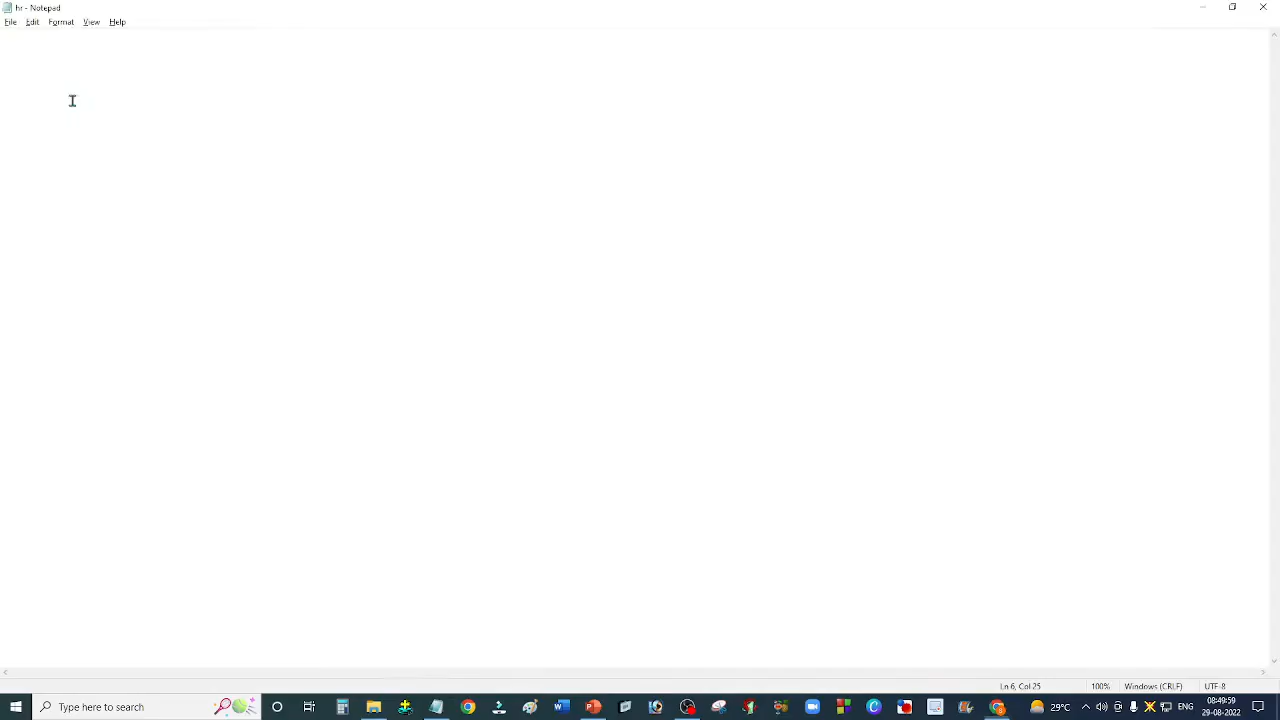 hr - Notepad
File Edit Format View Help
Ln 6, Col 25 100% Windows (CRLF) UTF-8
Type here to search
29°C ENG 08:49:59
29-08-2022